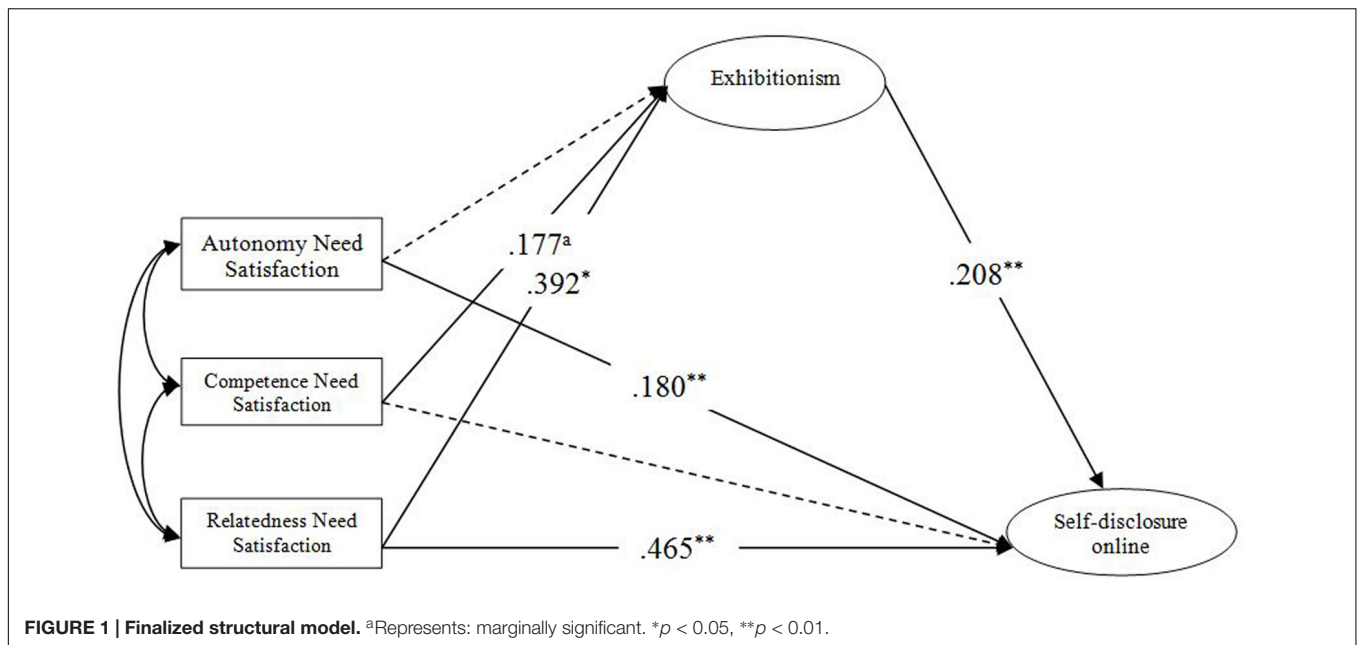 Exhibitionism
Autonomy Need
Satisfaction
.177ᵃ
.392*
.208**
Competence Need
Satisfaction
.180**
Relatedness Need
Satisfaction
.465**
Self-disclosure
online
FIGURE 1 | Finalized structural model. ᵃRepresents: marginally significant. *p < 0.05, **p < 0.01.